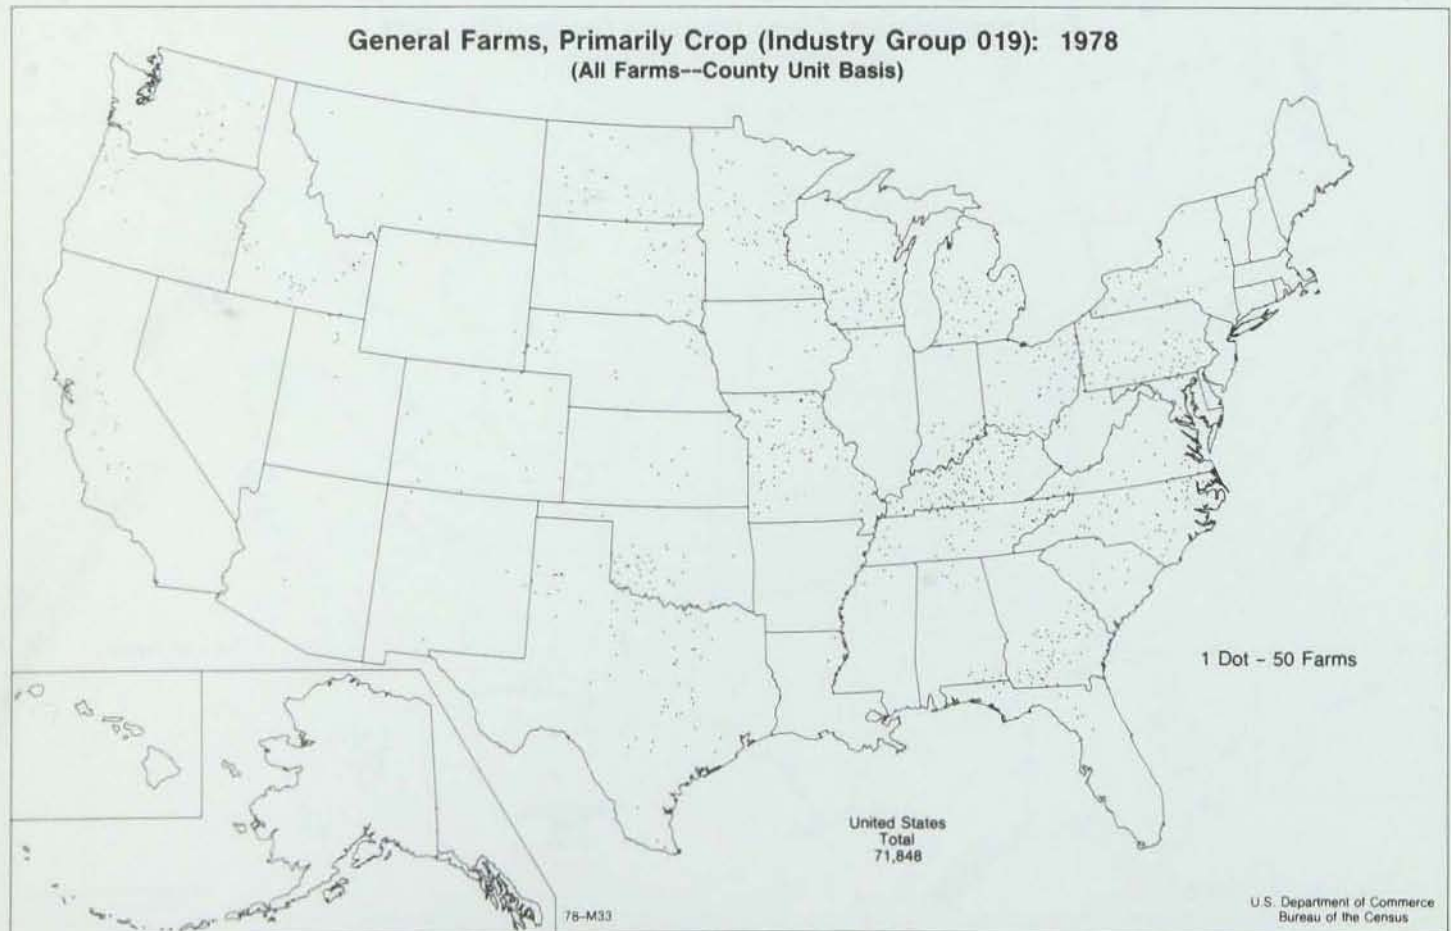 General Farms, Primarily Crop (Industry Group 019): 1978
(All Farms--County Unit Basis)
1 Dot - 50 Farms
United States
Total
71,848
78-M33
U.S. Department of Commerce
Bureau of the Census